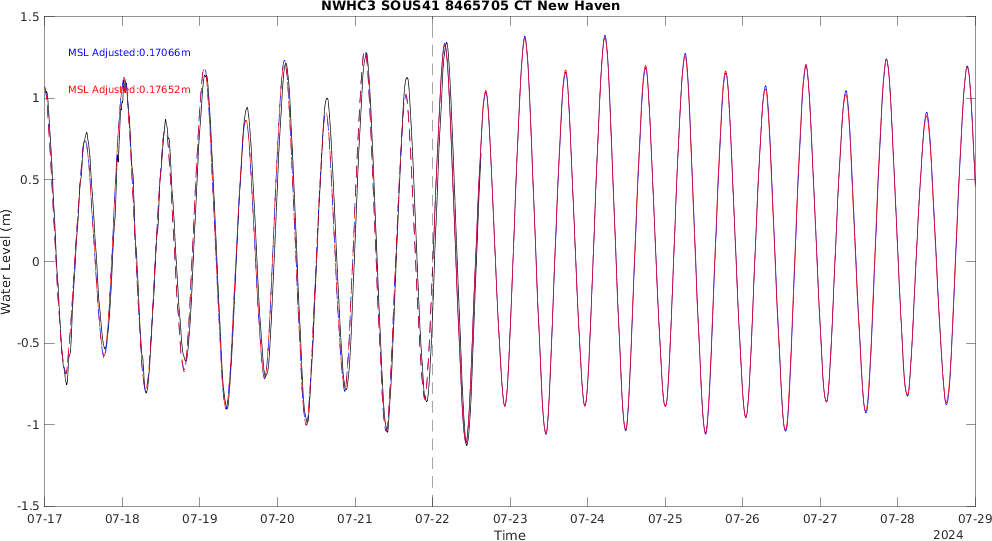 NWHC3 SOUS41 8465705 CT New Haven
MSL Adjusted:0.17066m
MSL Adjusted:0.17652m
Water Level (m)
1.5
1
0.5
0
-0.5
-1
-1.5
07-17 07-18 07-19 07-20 07-21 07-22 07-23 07-24 07-25 07-26 07-27 07-28 07-29
Time
2024